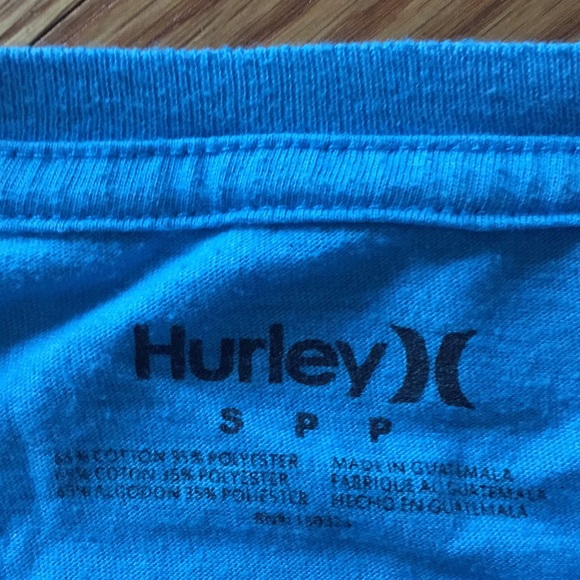 Hurley
S P P
65% COTTON 35% POLYESTER
65% COTON 35% POLYESTER
65% ALGODON 35% POLIESTER
MADE IN GUATEMALA
FABRIQUE AU GUATEMALA
HECHO EN GUATEMALA